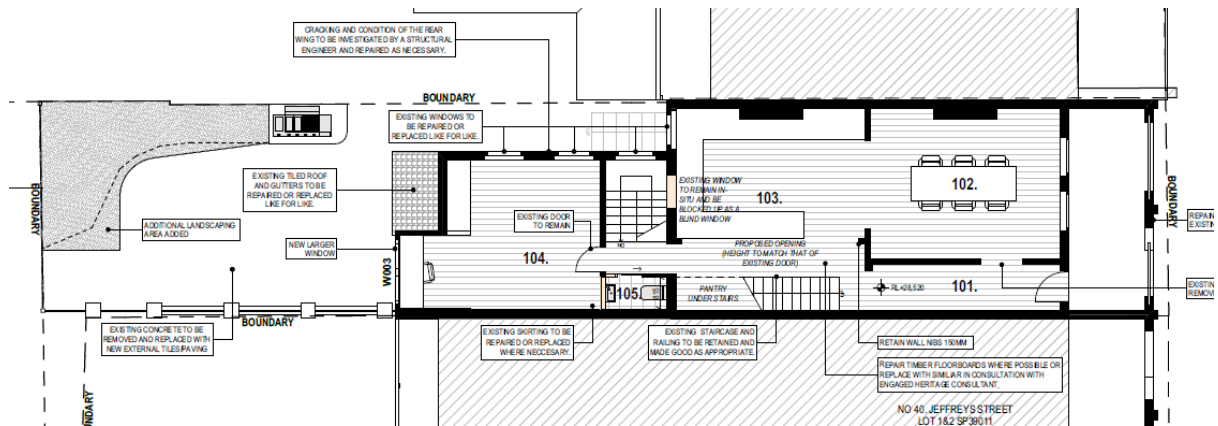 CRACKING AND CONDITION OF THE REAR
WING TO BE INVESTIGATED BY A STRUCTURAL
ENGINEER AND REPAIRED AS NECESSARY.
BOUNDARY
EXISTING WINDOWS TO
BE REPAIRED OR
REPLACED LIKE FOR LIKE.
EXISTING TILED ROOF
AND GUTTERS TO BE
REPAIRED OR REPLACED
LIKE FOR LIKE.
BOUNDARY
ADDITIONAL LANDSCAPING
AREA ADDED
NEW LARGER
WINDOW
W003
EXISTING DOOR
TO REMAIN
104.
105.
EXISTING WINDOW
TO REMAIN IN-
SITU AND BE
BLOCKED UP AS A
BLIND WINDOW
103.
102.
PROPOSED OPENING
(HEIGHT TO MATCH THAT OF
EXISTING DOOR)
PANTRY
UNDER STAIRS
RL+28,520
101.
BOUNDARY
REPAIR
EXISTIN
EXISTING
REMOVE
EXISTING CONCRETE TO BE
REMOVED AND REPLACED WITH
NEW EXTERNAL TILES/PAVING
BOUNDARY
BOUNDARY
EXISTING SKIRTING TO BE
REPAIRED OR REPLACED
WHERE NECCESARY.
EXISTING STAIRCASE AND
RAILING TO BE RETAINED AND
MADE GOOD AS APPROPRIATE.
RETAIN WALL NIBS 150MM
REPAIR TIMBER FLOORBOARDS WHERE POSSIBLE OR
REPLACE WITH SIMILIAR IN CONSULTATION WITH
ENGAGED HERITAGE CONSULTANT.
NO 40, JEFFREYS STREET
LOT 1&2 SP39011